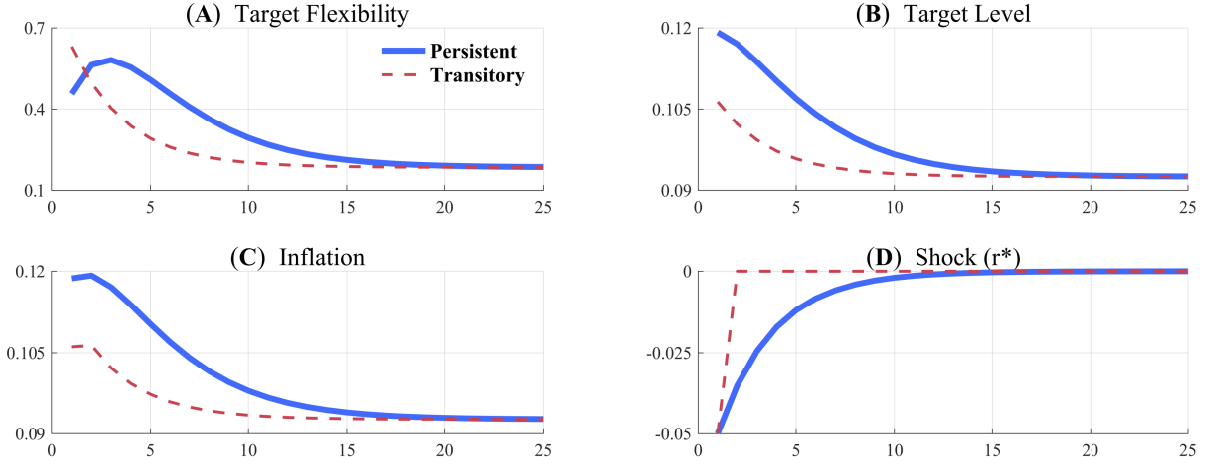 (A) Target Flexibility
0.7
0.4
0.1
0 5 10 15 20 25
Persistent
Transitory
(B) Target Level
0.12
0.105
0.09
0 5 10 15 20 25
(C) Inflation
0.12
0.105
0.09
0 5 10 15 20 25
(D) Shock (r*)
0
-0.025
-0.05
0 5 10 15 20 25